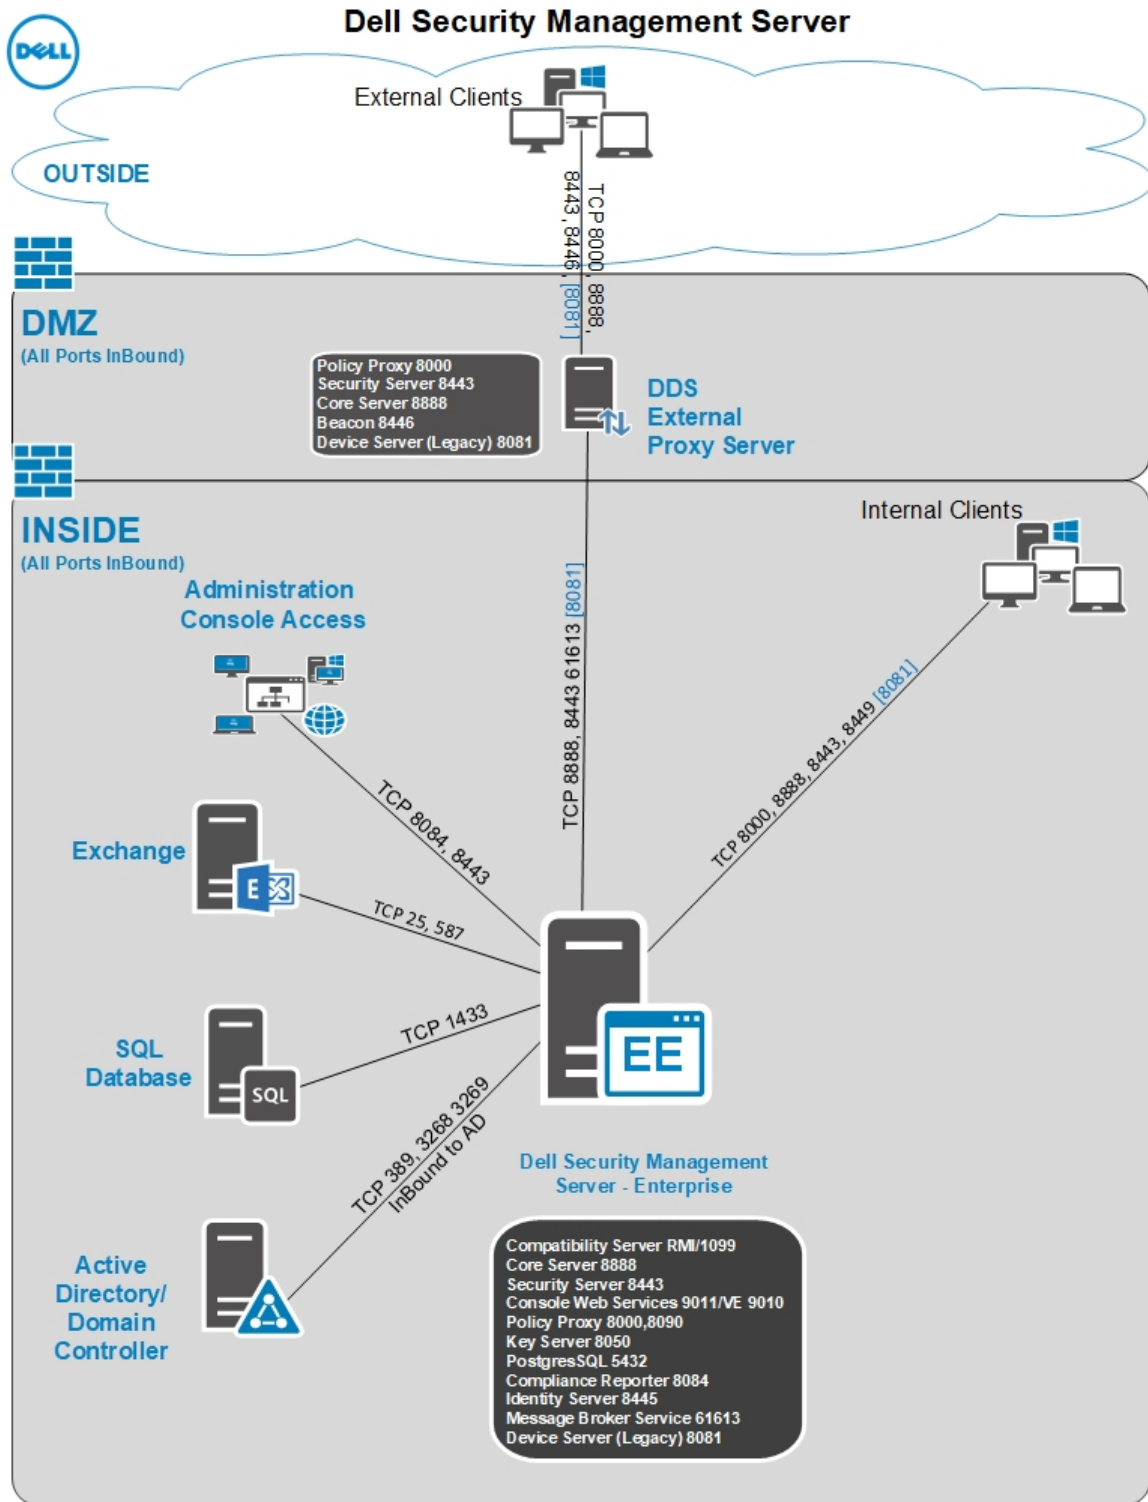 Dell Security Management Server
DELL
External Clients
OUTSIDE
TCP 8000, 8888,
8443, 8446, [8081]
DMZ
(All Ports InBound)
Policy Proxy 8000
Security Server 8443
Core Server 8888
Beacon 8446
Device Server (Legacy) 8081
DDS
External
Proxy Server
INSIDE
(All Ports InBound)
Internal Clients
Administration
Console Access
TCP 8888, 8443 61613 [8081]
TCP 8000, 8888, 8443, 8449 [8081]
TCP 8084, 8443
Exchange
E
TCP 25, 587
TCP 1433
SQL
Database
SQL
EE
TCP 389, 3268 3269
InBound to AD
Dell Security Management
Server - Enterprise
Active
Directory/
Domain
Controller
Compatibility Server RMI/1099
Core Server 8888
Security Server 8443
Console Web Services 9011/VE 9010
Policy Proxy 8000,8090
Key Server 8050
PostgresSQL 5432
Compliance Reporter 8084
Identity Server 8445
Message Broker Service 61613
Device Server (Legacy) 8081